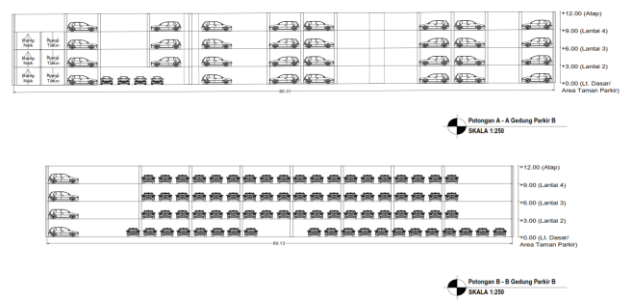 +12.00 (Atap)
+9.00 (Lantai 4)
+6.00 (Lantai 3)
+3.00 (Lantai 2)
+0.00 (Lt. Dasar/
Area Taman Parkir)
Potongan A - A Gedung Parkir B
SKALA 1:250
+12.00 (Atap)
+9.00 (Lantai 4)
+6.00 (Lantai 3)
+3.00 (Lantai 2)
+0.00 (Lt. Dasar/
Area Taman Parkir)
Potongan B - B Gedung Parkir B
SKALA 1:250